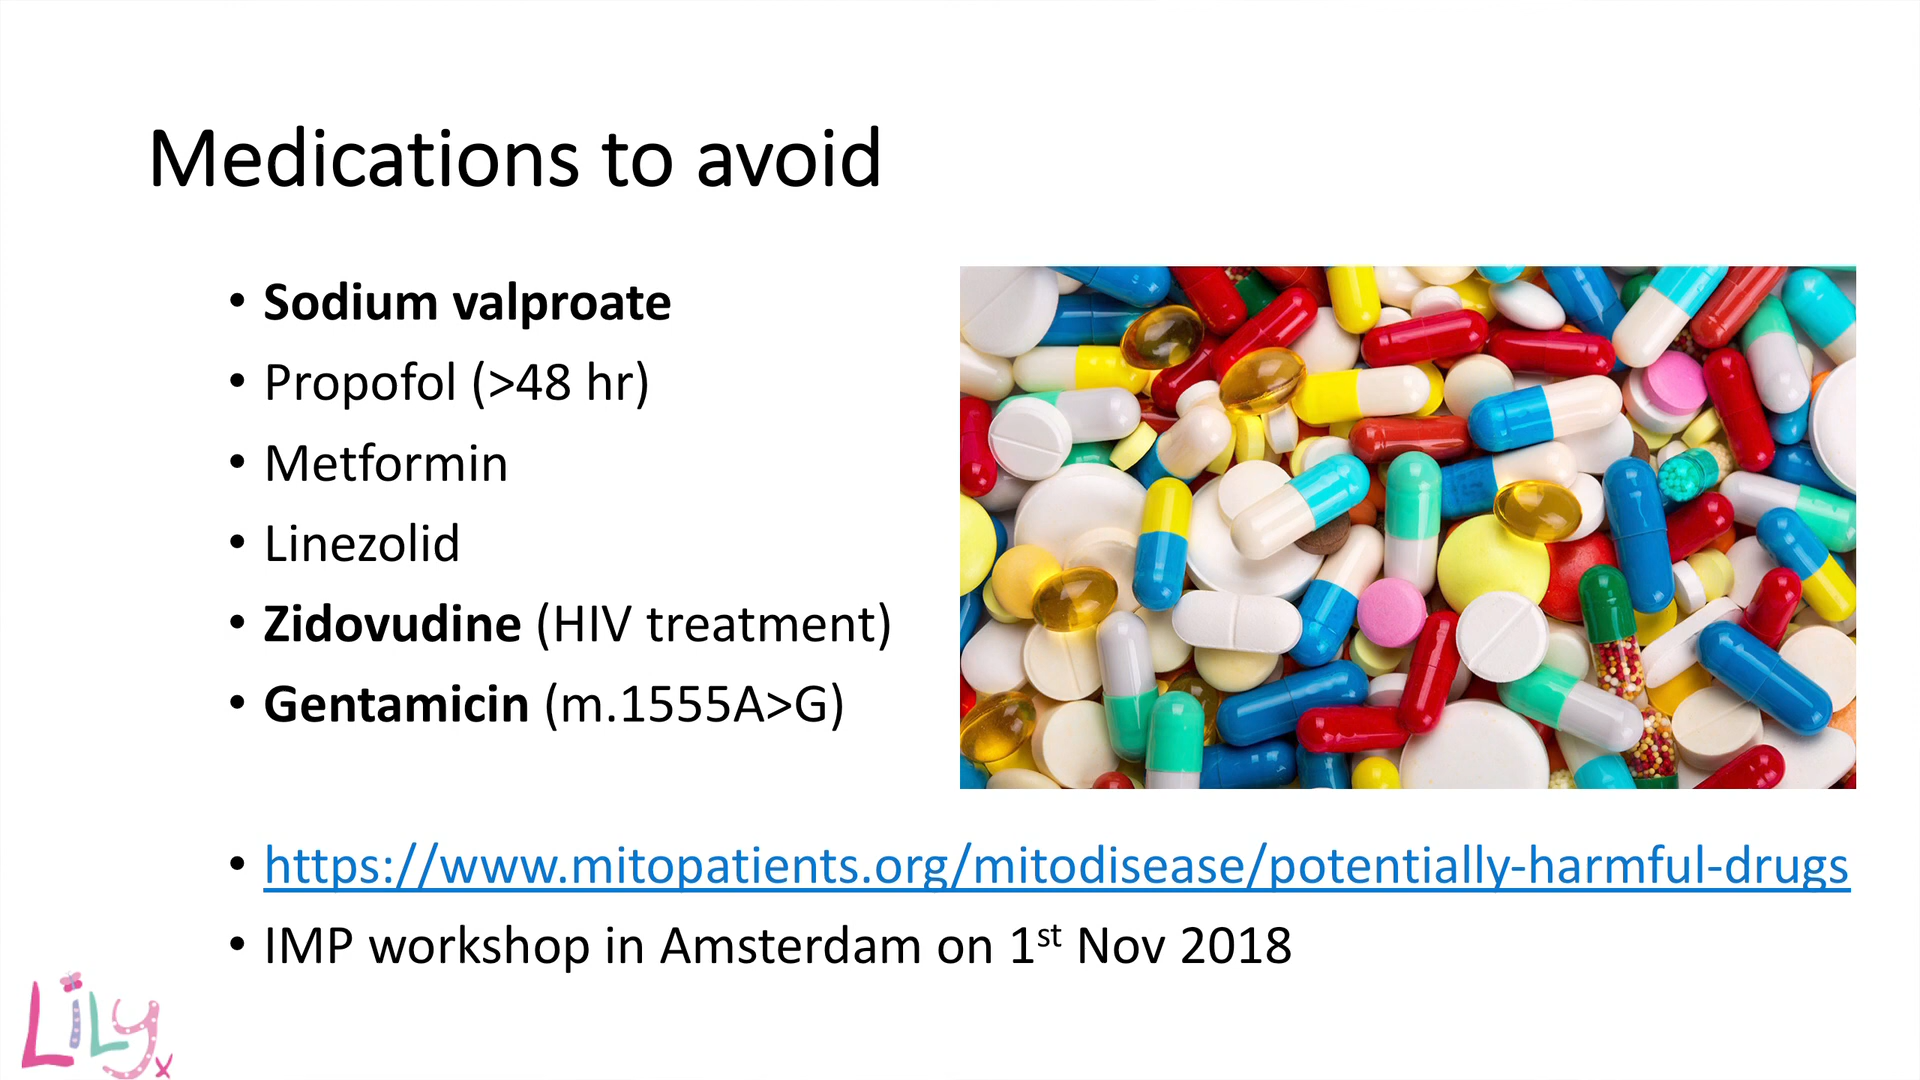 Medications to avoid
• Sodium valproate
• Propofol (>48 hr)
• Metformin
• Linezolid
• Zidovudine (HIV treatment)
• Gentamicin (m.1555A>G)
• https://www.mitopatients.org/mitodisease/potentially-harmful-drugs
• IMP workshop in Amsterdam on 1st Nov 2018
Lily x